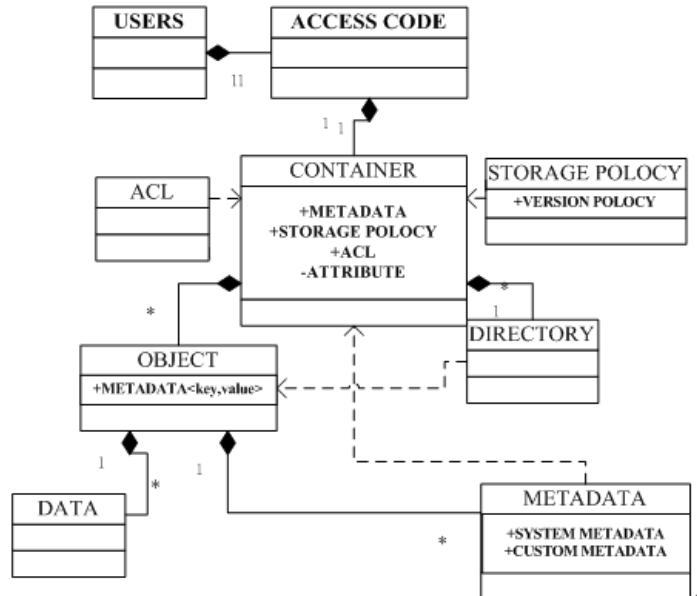 USERS
ACCESS CODE
11
1
1
CONTAINER
+METADATA
+STORAGE POLOCY
+ACL
-ATTRIBUTE
ACL
STORAGE POLOCY
+VERSION POLOCY
*
*
1
DIRECTORY
OBJECT
+METADATA<key,value>
1
*
1
DATA
*
METADATA
+SYSTEM METADATA
+CUSTOM METADATA